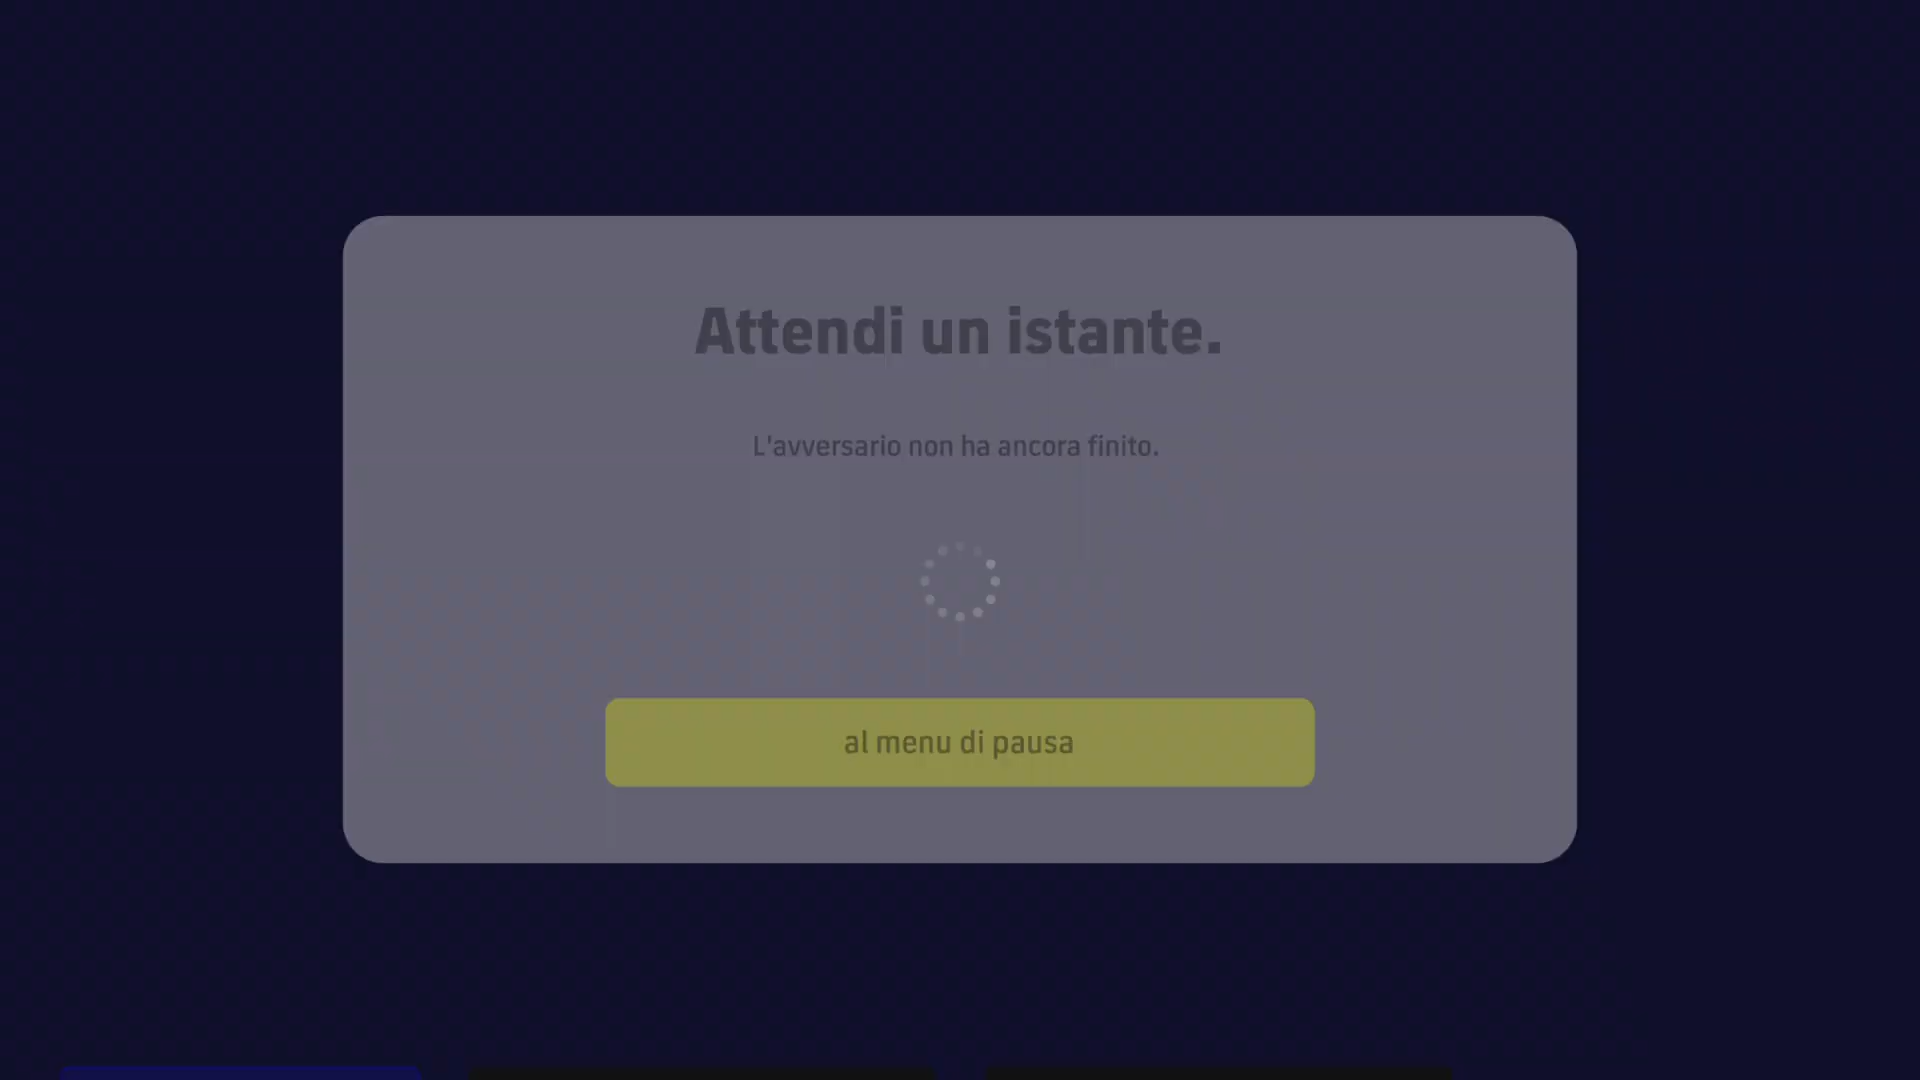 Attendi un istante.
L'avversario non ha ancora finito.
al menu di pausa